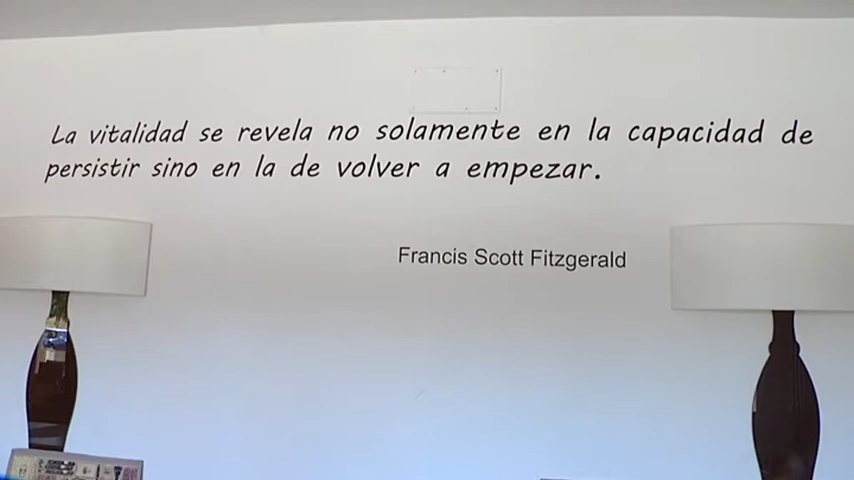 La vitalidad se revela no solamente en la capacidad de
persistir sino en la de volver a empezar.
Francis Scott Fitzgerald